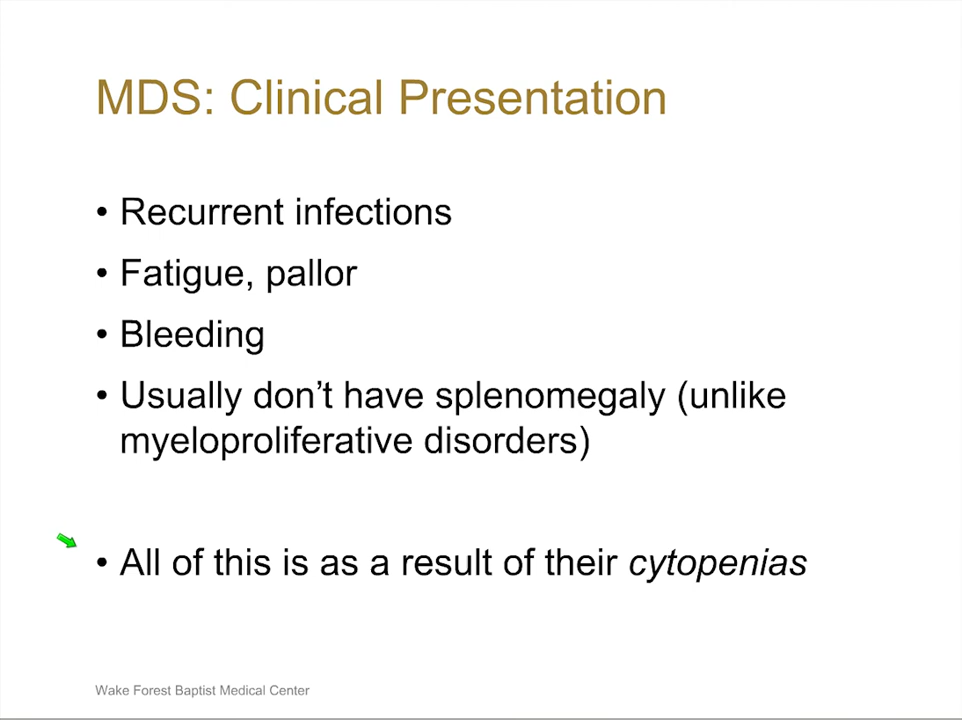 MDS: Clinical Presentation
• Recurrent infections
• Fatigue, pallor
• Bleeding
• Usually don’t have splenomegaly (unlike
myeloproliferative disorders)
• All of this is as a result of their cytopenias
Wake Forest Baptist Medical Center